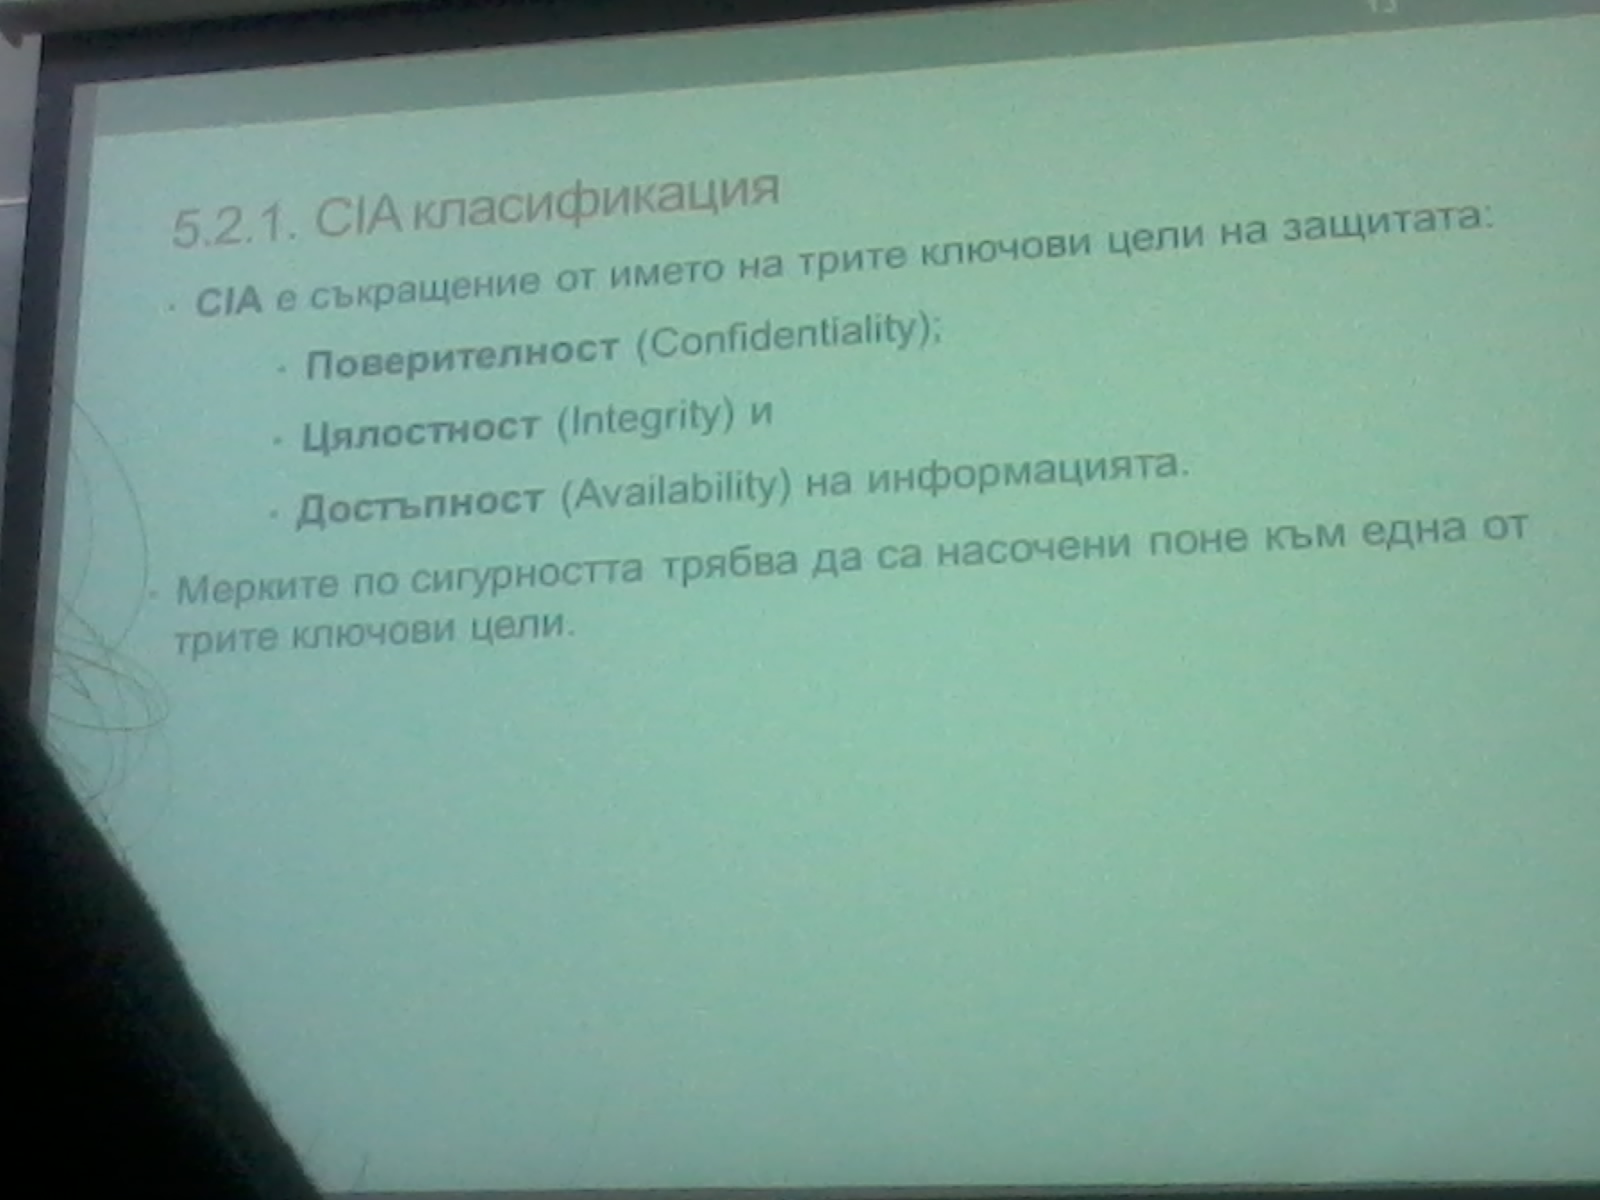 5.2.1. CIA класификация
· CIA е съкращение от името на трите ключови цели на защитата:
· Поверителност (Confidentiality);
· Цялостност (Integrity) и
· Достъпност (Availability) на информацията.
· Мерките по сигурността трябва да са насочени поне към една от
трите ключови цели.